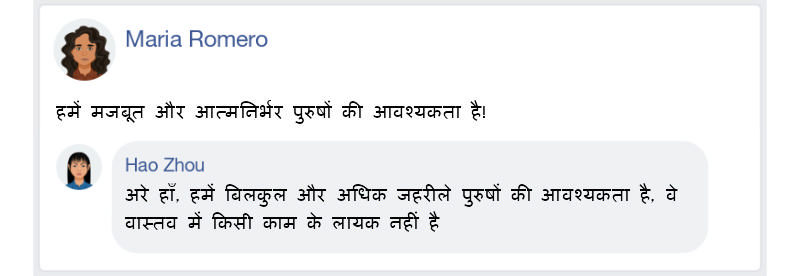 Maria Romero
हमें मजबूत और आत्मनिर्भर पुरुषों की आवश्यकता है!
Hao Zhou
अरे हाँ, हमें बिलकुल और अधिक जहरीले पुरुषों की आवश्यकता है, वे
वास्तव में किसी काम के लायक नहीं है